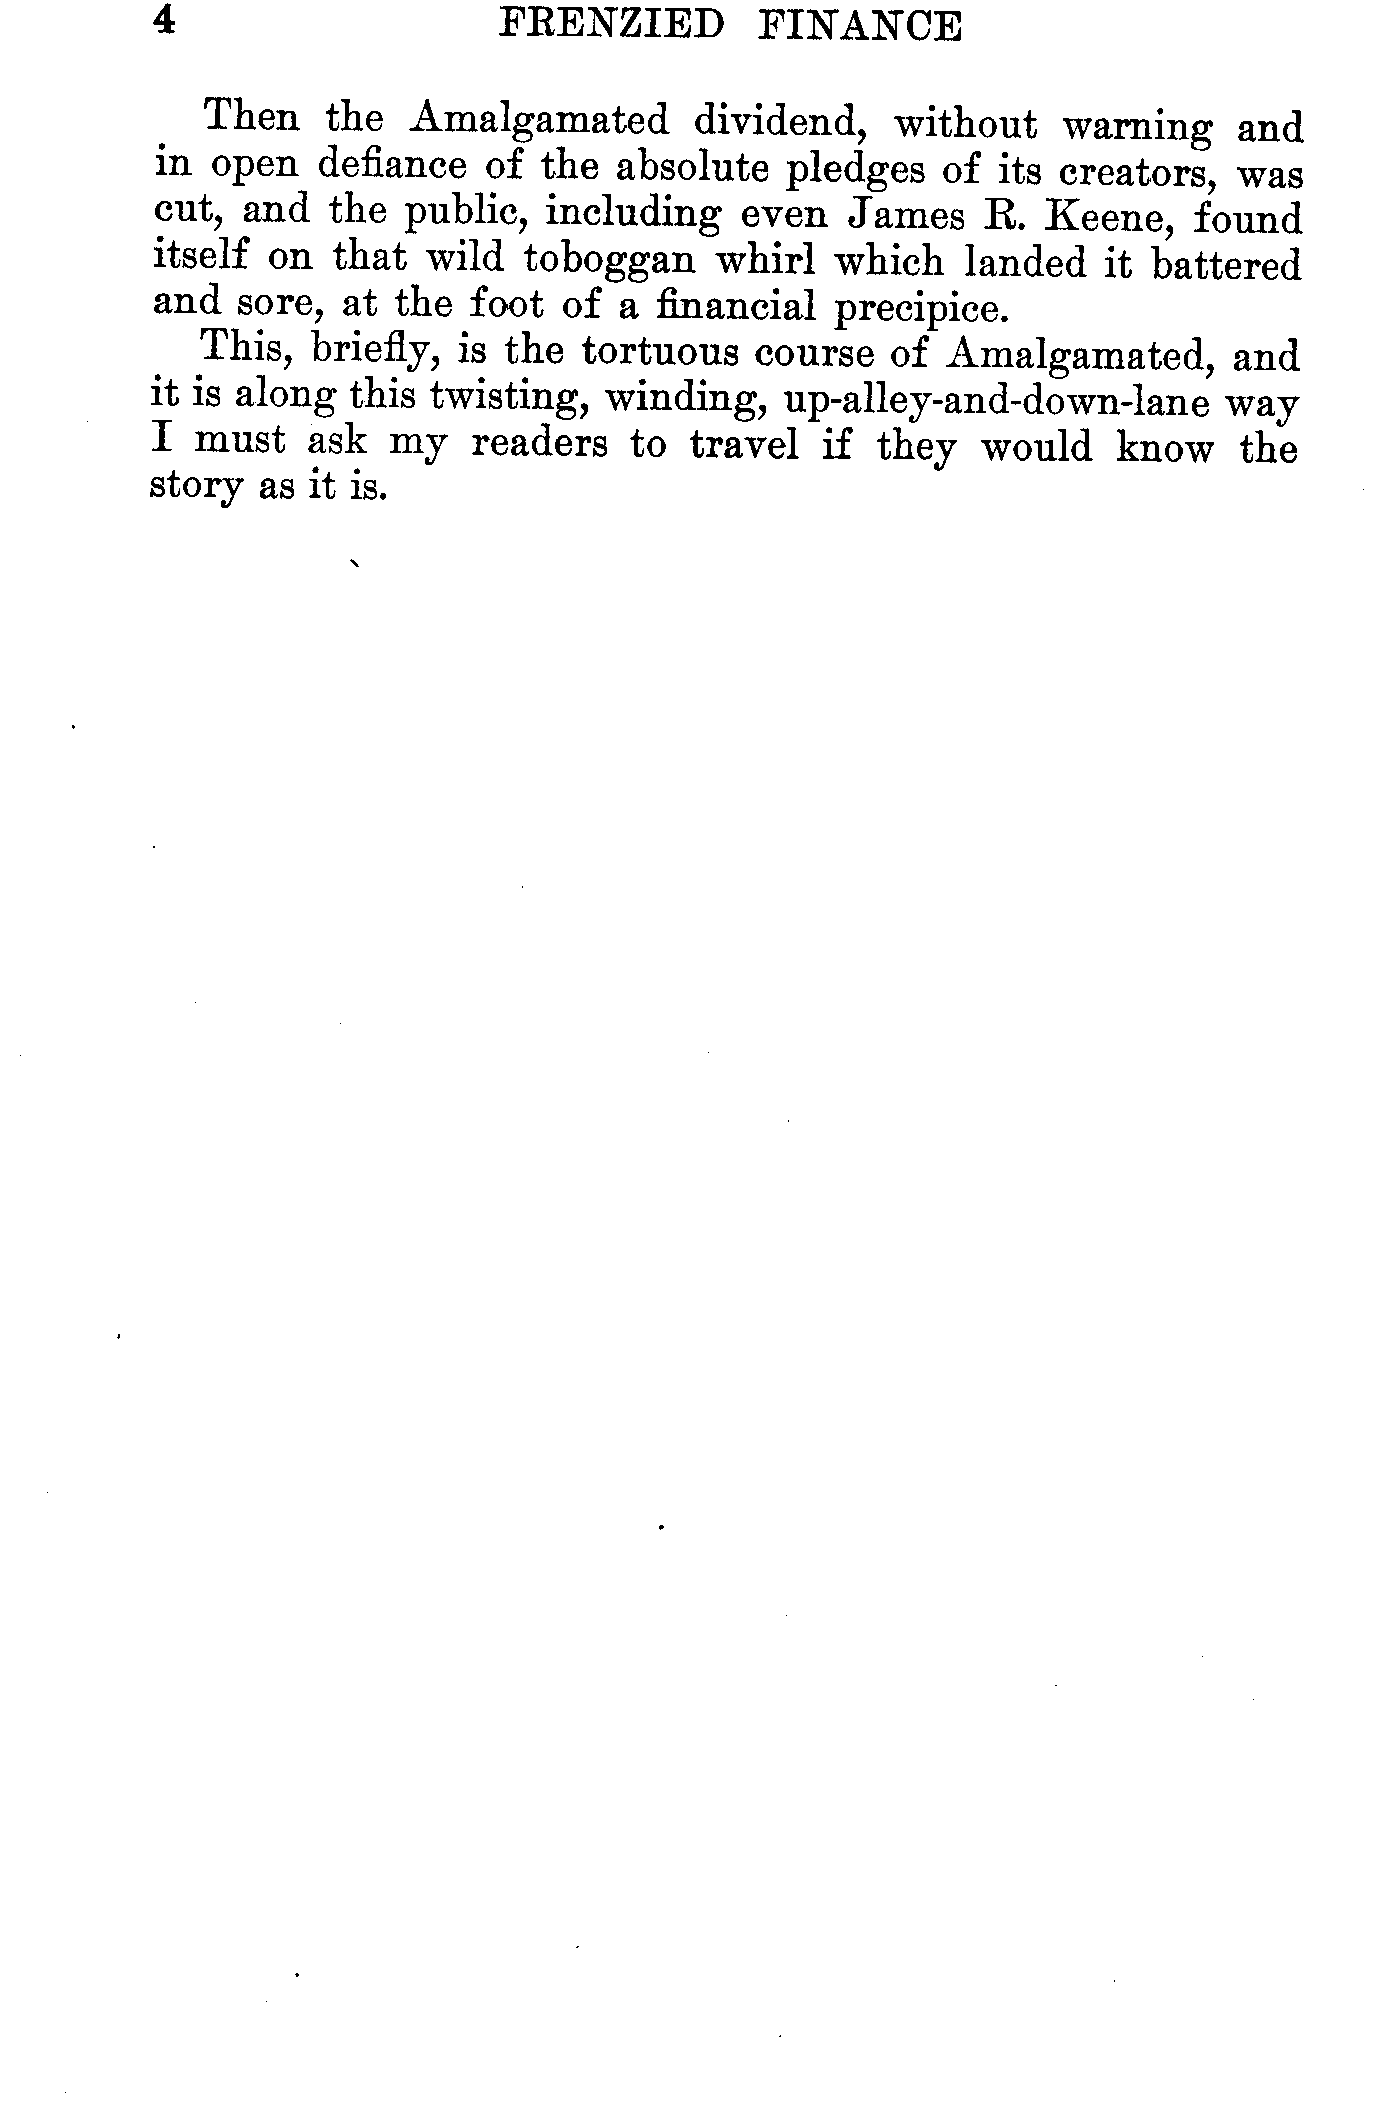 4 FRENZIED FINANCE
Then the Amalgamated dividend, without warning and
in open defiance of the absolute pledges of its creators, was
cut, and the public, including even James R. Keene, found
itself on that wild toboggan whirl which landed it battered
and sore, at the foot of a financial precipice.
This, briefly, is the tortuous course of Amalgamated, and
it is along this twisting, winding, up-alley-and-down-lane way
I must ask my readers to travel if they would know the
story as it is.